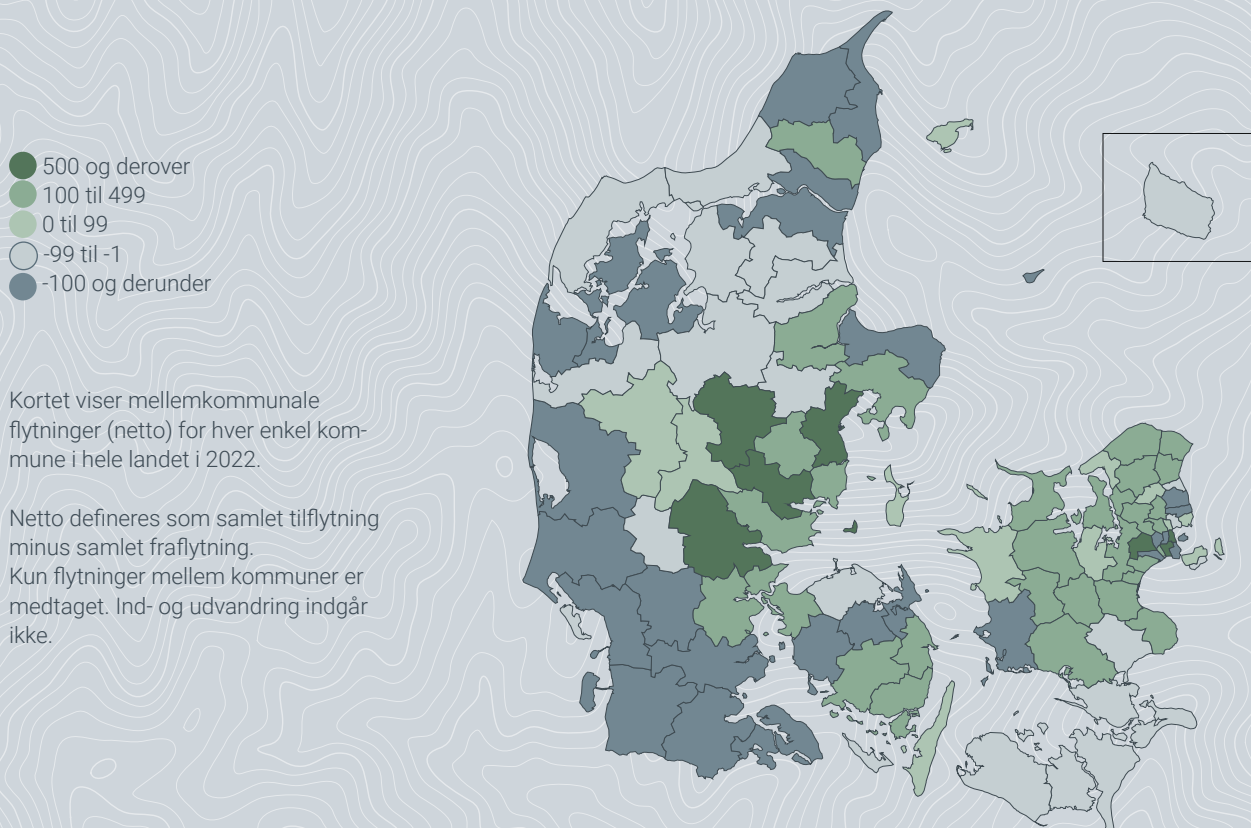 500 og derover
100 til 499
0 til 99
-99 til -1
-100 og derunder
Kortet viser mellemkommunale
flytninger (netto) for hver enkel kom-
mune i hele landet i 2022.
Netto defineres som samlet tilflytning
minus samlet fraflytning.
Kun flytninger mellem kommuner er
medtaget. Ind- og udvandring indgår
ikke.